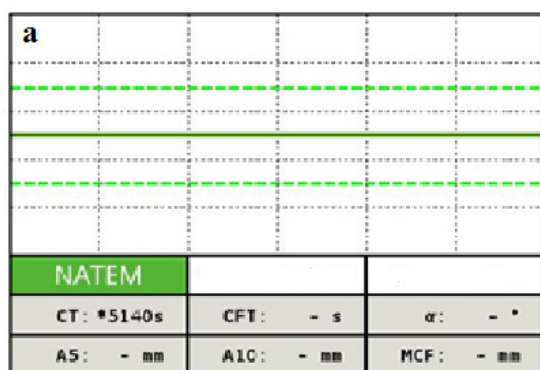 a
NATEM
CT: *5140s CFT: - s α: - °
A5: - mm A10: - mm MCF: - mm